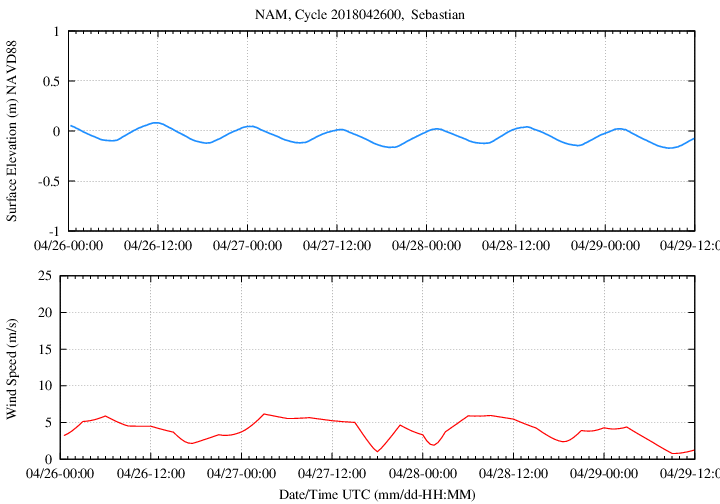 NAM, Cycle 2018042600, Sebastian
Surface Elevation (m) NAVD88
1
0.5
0
-0.5
-1
04/26-00:00 04/26-12:00 04/27-00:00 04/27-12:00 04/28-00:00 04/28-12:00 04/29-00:00 04/29-12:0
Wind Speed (m/s)
25
20
15
10
5
0
04/26-00:00 04/26-12:00 04/27-00:00 04/27-12:00 04/28-00:00 04/28-12:00 04/29-00:00 04/29-12:0
Date/Time UTC (mm/dd-HH:MM)